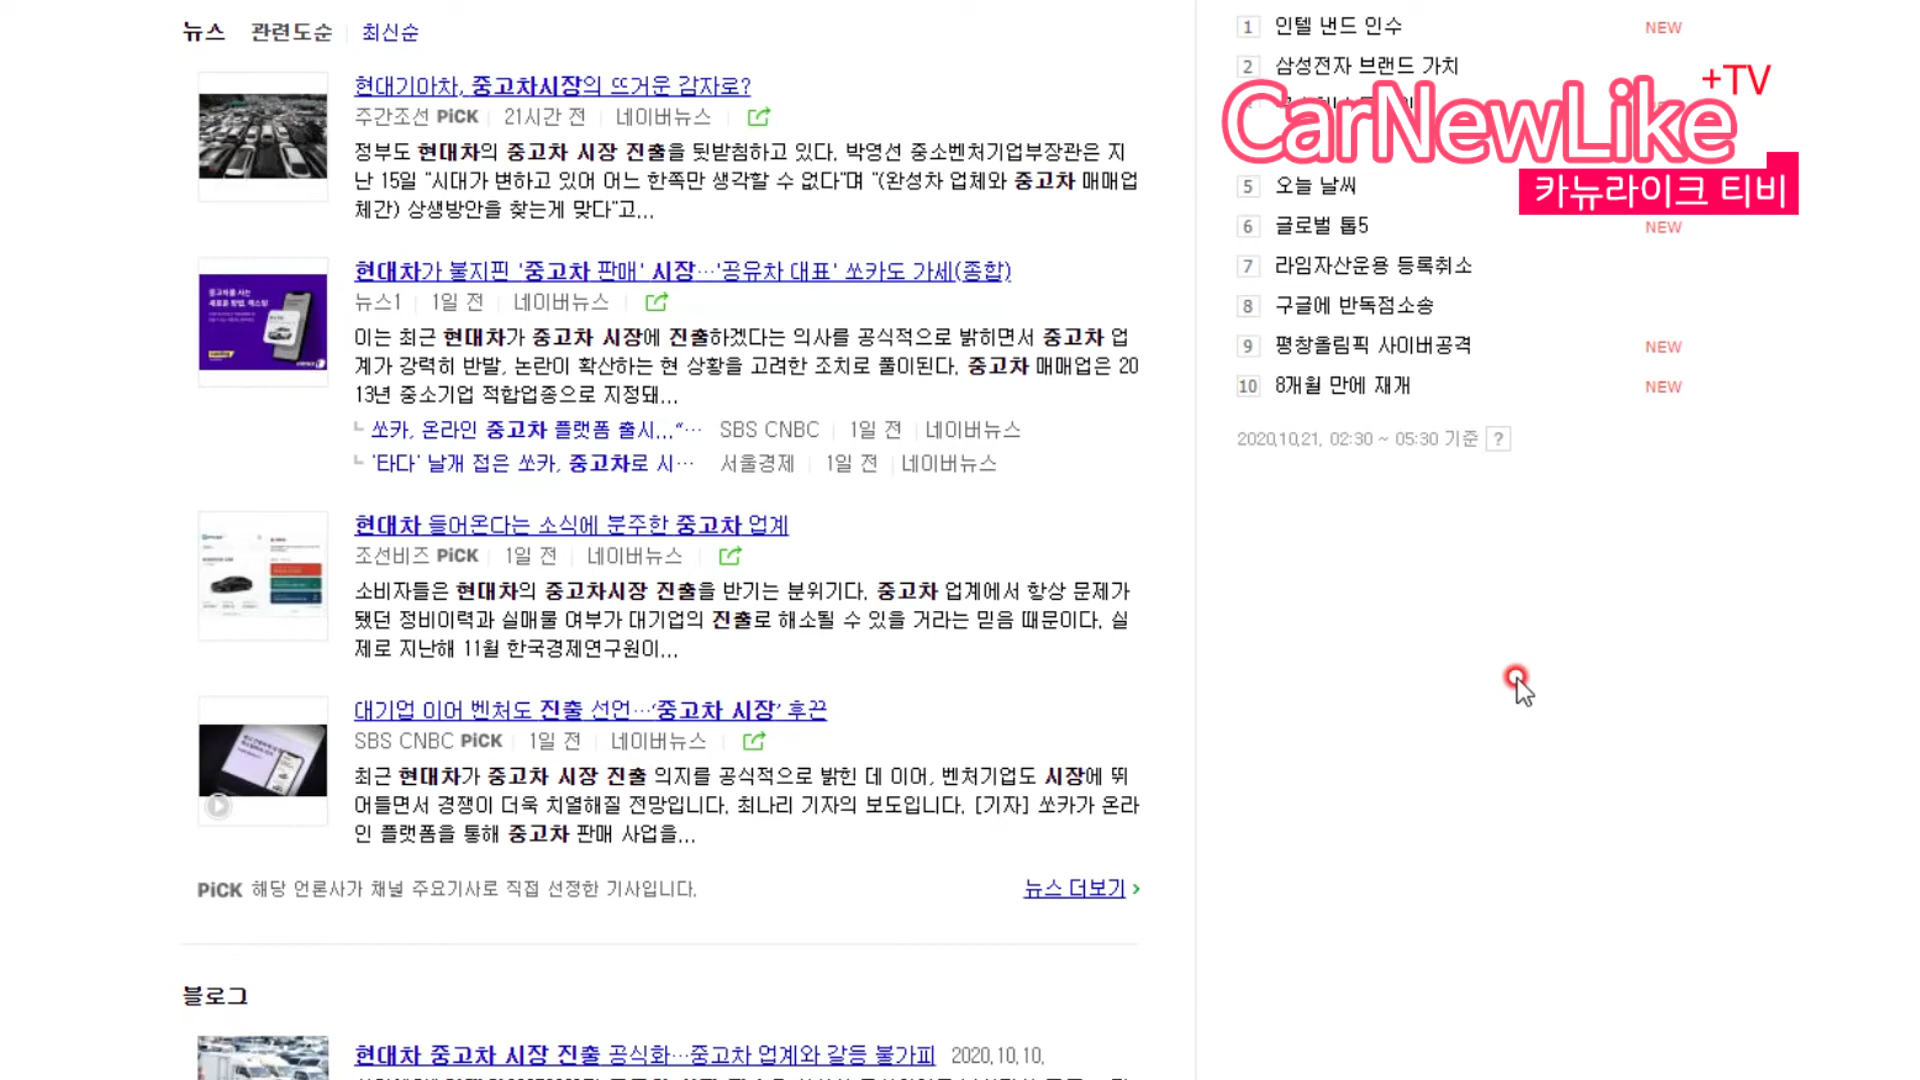 뉴스 관련도순 최신순
현대기아차, 중고차시장의 뜨거운 감자로?
주간조선 PiCK 21시간 전 네이버뉴스
정부도 현대차의 중고차 시장 진출을 뒷받침하고 있다. 박영선 중소벤처기업부장관은 지
난 15일 "시대가 변하고 있어 어느 한쪽만 생각할 수 없다"며 "(완성차 업체와 중고차 매매업
체간) 상생방안을 찾는게 맞다"고...
현대차가 불지핀 '중고차 판매' 시장…'공유차 대표' 쏘카도 가세(종합)
뉴스1 1일 전 네이버뉴스
이는 최근 현대차가 중고차 시장에 진출하겠다는 의사를 공식적으로 밝히면서 중고차 업
계가 강력히 반발, 논란이 확산하는 현 상황을 고려한 조치로 풀이된다. 중고차 매매업은 20
13년 중소기업 적합업종으로 지정돼...
쏘카, 온라인 중고차 플랫폼 출시..."… SBS CNBC 1일 전 네이버뉴스
'타다' 날개 접은 쏘카, 중고차로 시… 서울경제 1일 전 네이버뉴스
현대차 들어온다는 소식에 분주한 중고차 업계
조선비즈 PiCK 1일 전 네이버뉴스
소비자들은 현대차의 중고차시장 진출을 반기는 분위기다. 중고차 업계에서 항상 문제가
됐던 정비이력과 실매물 여부가 대기업의 진출로 해소될 수 있을 거라는 믿음 때문이다. 실
제로 지난해 11월 한국경제연구원이...
대기업 이어 벤처도 진출 선언…'중고차 시장' 후끈
SBS CNBC PiCK 1일 전 네이버뉴스
최근 현대차가 중고차 시장 진출 의지를 공식적으로 밝힌 데 이어, 벤처기업도 시장에 뛰
어들면서 경쟁이 더욱 치열해질 전망입니다. 최나리 기자의 보도입니다. [기자] 쏘카가 온라
인 플랫폼을 통해 중고차 판매 사업을...
PiCK 해당 언론사가 채널 주요기사로 직접 선정한 기사입니다.
뉴스 더보기
블로그
현대차 중고차 시장 진출 공식화…중고차 업계와 갈등 불가피 2020.10.10.
1 인텔 낸드 인수 NEW
2 삼성전자 브랜드 가치
+TV
CarNewLike
카뉴라이크 티비
5 오늘 날씨
6 글로벌 톱5 NEW
7 라임자산운용 등록취소
8 구글에 반독점소송
9 평창올림픽 사이버공격 NEW
10 8개월 만에 재개 NEW
2020.10.21. 02:30 ~ 05:30 기준 ?